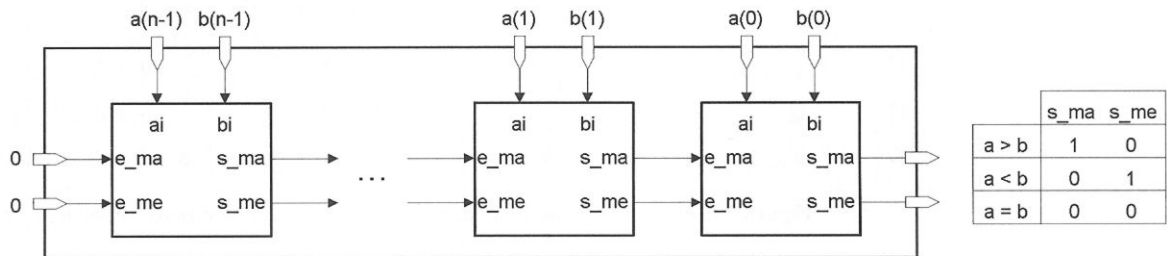 a(n-1) b(n-1) a(1) b(1) a(0) b(0)
ai bi ai bi ai bi
0 e_ma s_ma e_ma s_ma e_ma s_ma
...
0 e_me s_me e_me s_me e_me s_me
s_ma s_me
a > b 1 0
a < b 0 1
a = b 0 0